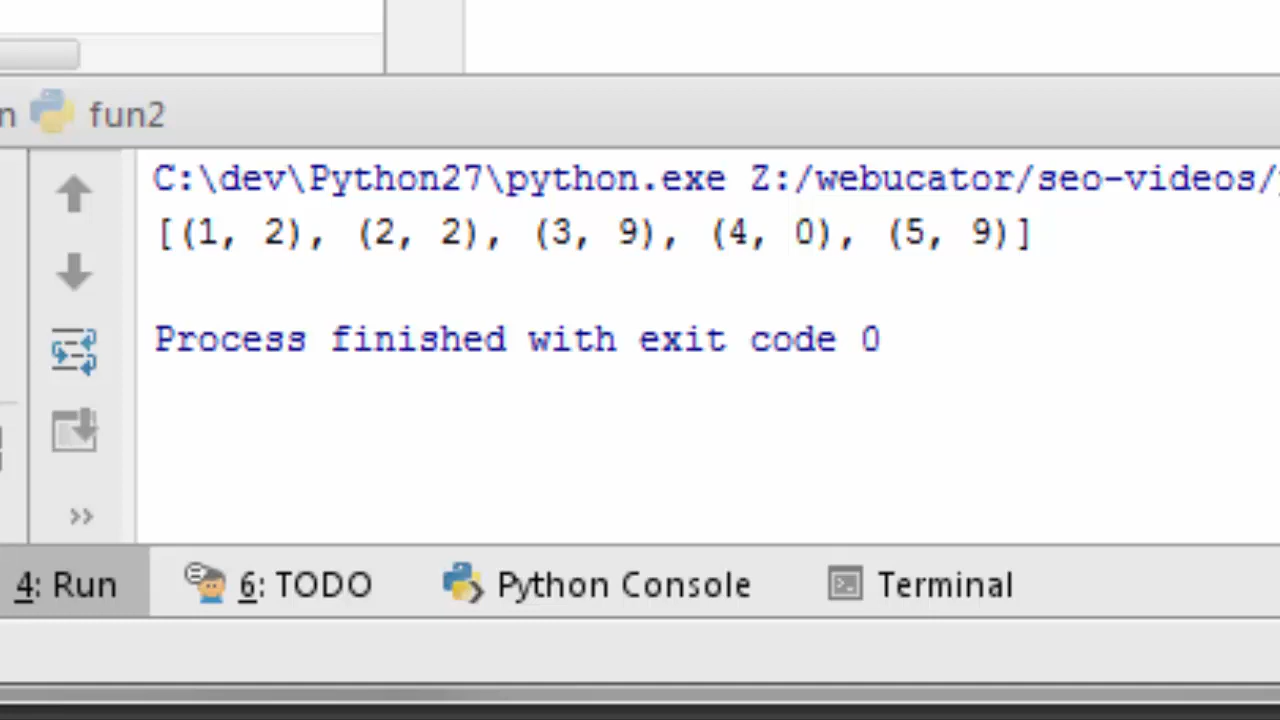 n fun2
C:\dev\Python27\python.exe Z:/webucator/seo-videos/
[(1, 2), (2, 2), (3, 9), (4, 0), (5, 9)]
Process finished with exit code 0
4: Run 6: TODO Python Console Terminal